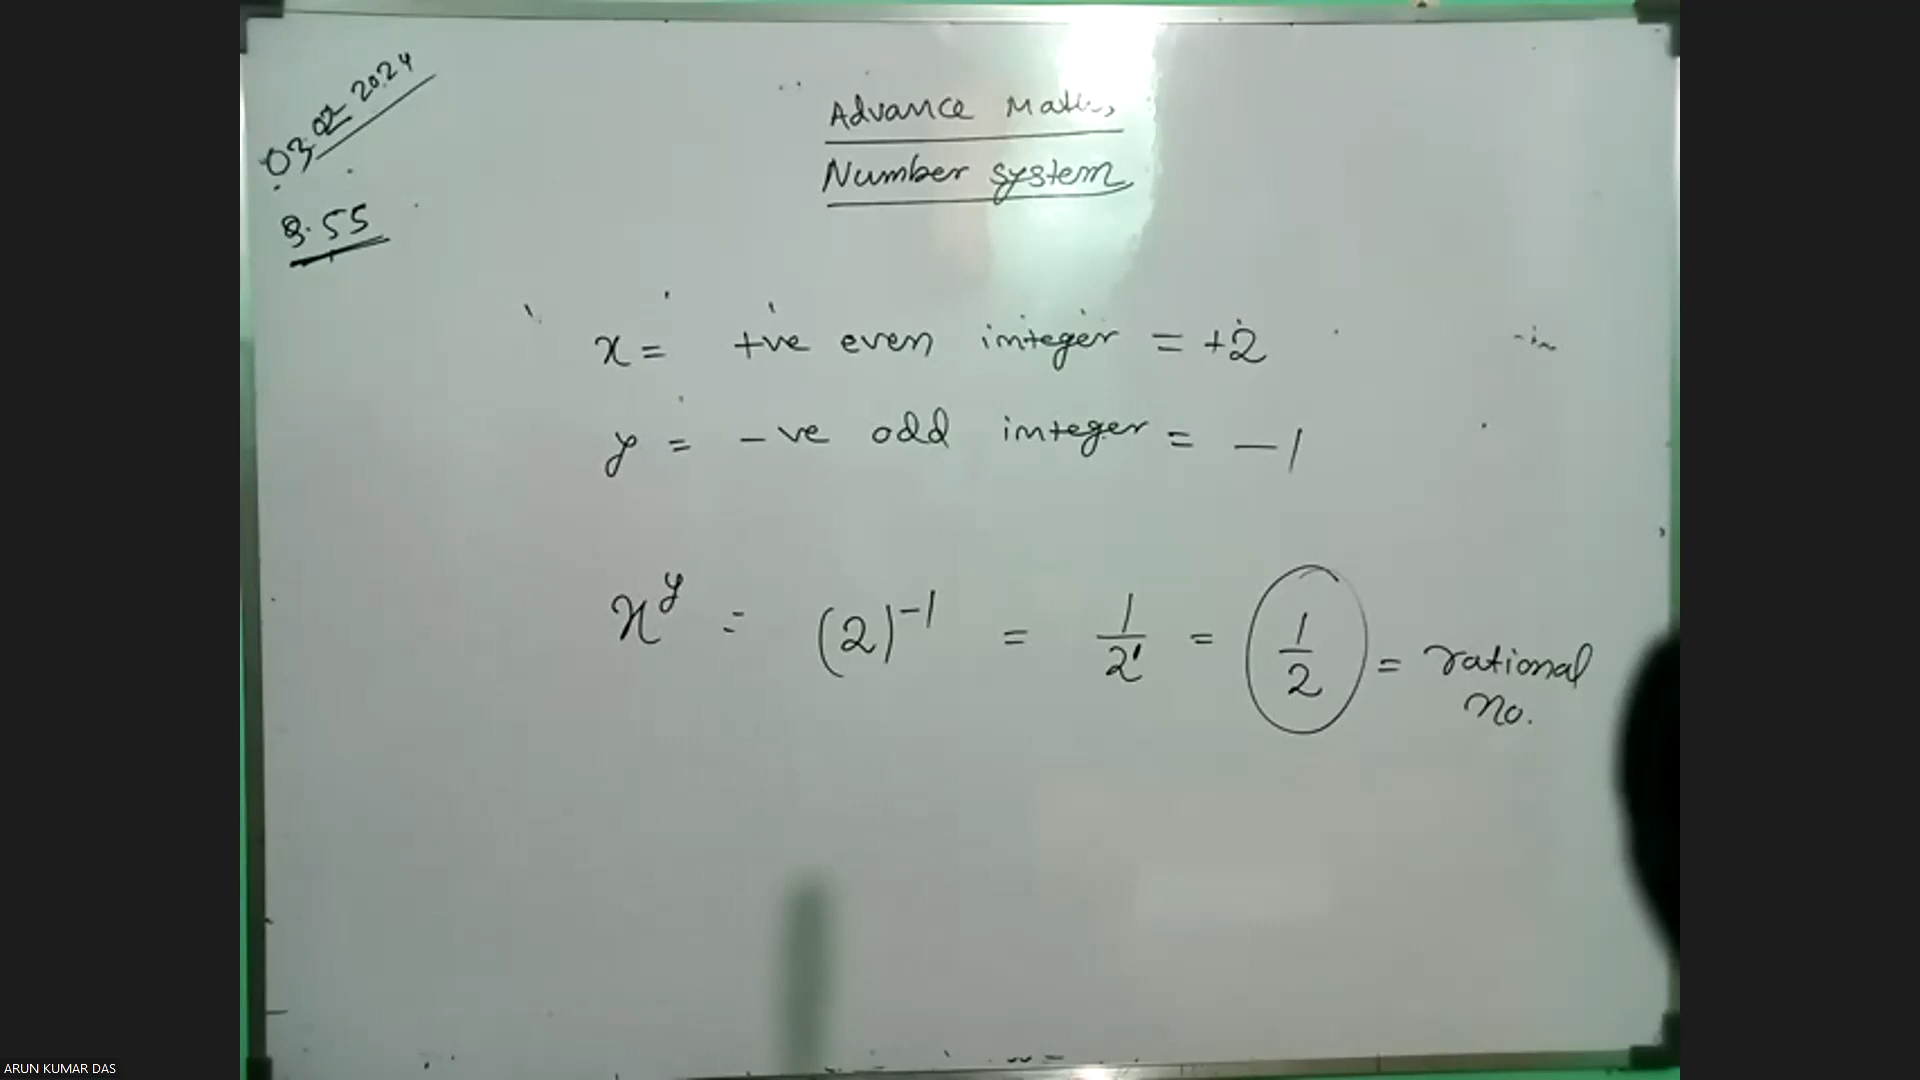 03.02 2024
8.55
Advance Maths
Number system
x = +ve even integer = +2
y = -ve odd integer = -1
x^y = (2)^-1 = 1/2^1 = 1/2 = rational
no.
ARUN KUMAR DAS